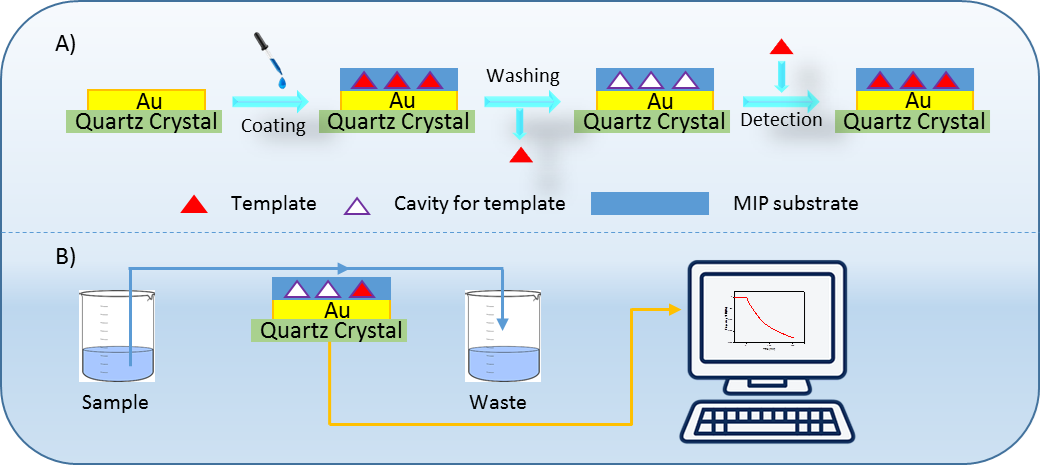 A)
Au
Quartz Crystal
Coating
Au
Quartz Crystal
Washing
Au
Quartz Crystal
Detection
Au
Quartz Crystal
Template
Cavity for template
MIP substrate
B)
Sample
Au
Quartz Crystal
Waste